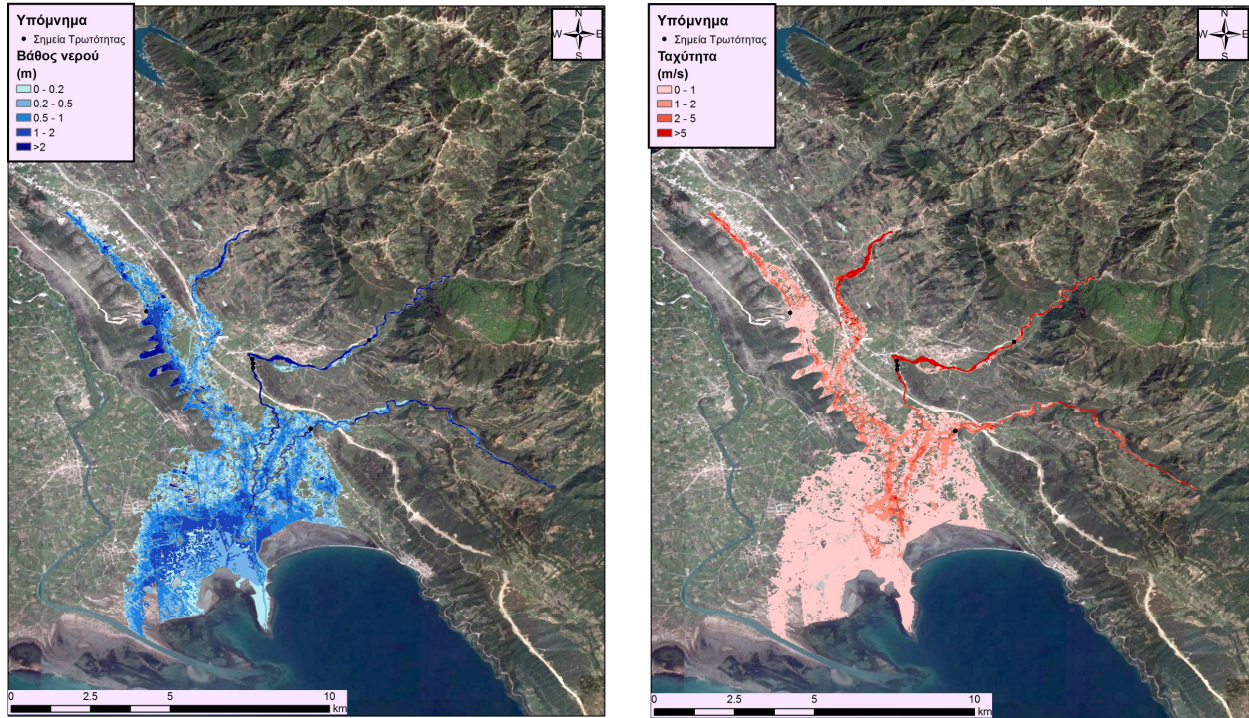 Υπόμνημα
• Σημεία Τρωτότητας
Βάθος νερού
(m)
0 - 0.2
0.2 - 0.5
0.5 - 1
1 - 2
>2
N
W E
S
0 2.5 5 10
km
Υπόμνημα
• Σημεία Τρωτότητας
Ταχύτητα
(m/s)
0 - 1
1 - 2
2 - 5
>5
N
W E
S
0 2.5 5 10
km